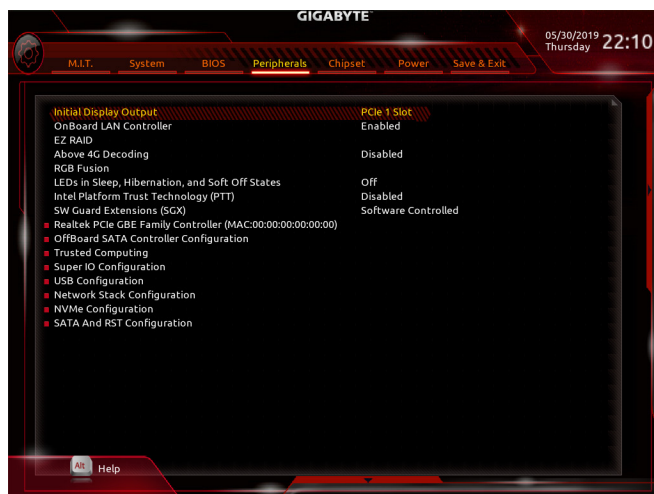 GIGABYTE™
05/30/2019 Thursday 22:10
M.I.T. System BIOS Peripherals Chipset Power Save & Exit
Initial Display Output PCIe 1 Slot
OnBoard LAN Controller Enabled
EZ RAID
Above 4G Decoding Disabled
RGB Fusion
LEDs in Sleep, Hibernation, and Soft Off States Off
Intel Platform Trust Technology (PTT) Disabled
SW Guard Extensions (SGX) Software Controlled
Realtek PCIe GBE Family Controller (MAC:00:00:00:00:00:00)
OffBoard SATA Controller Configuration
Trusted Computing
Super IO Configuration
USB Configuration
Network Stack Configuration
NVMe Configuration
SATA And RST Configuration
Alt Help